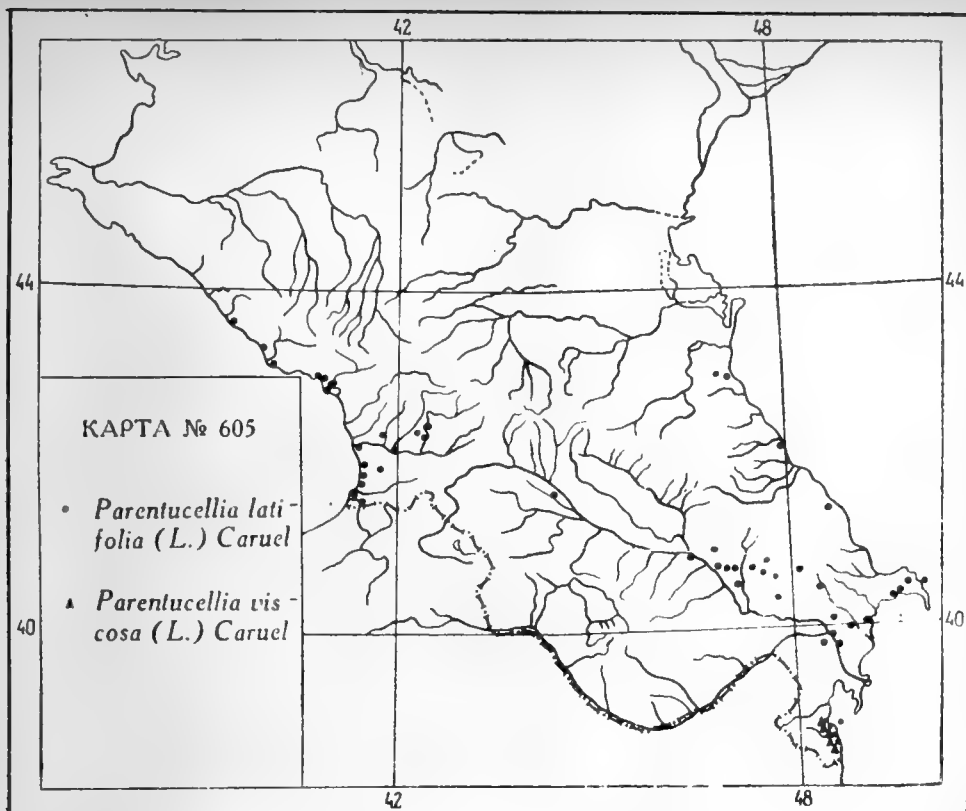 42 48
44 44
КАРТА № 605
Parentucellia lati-
folia (L.) Caruel
Parentucellia vis-
cosa (L.) Caruel
40 40
42 48